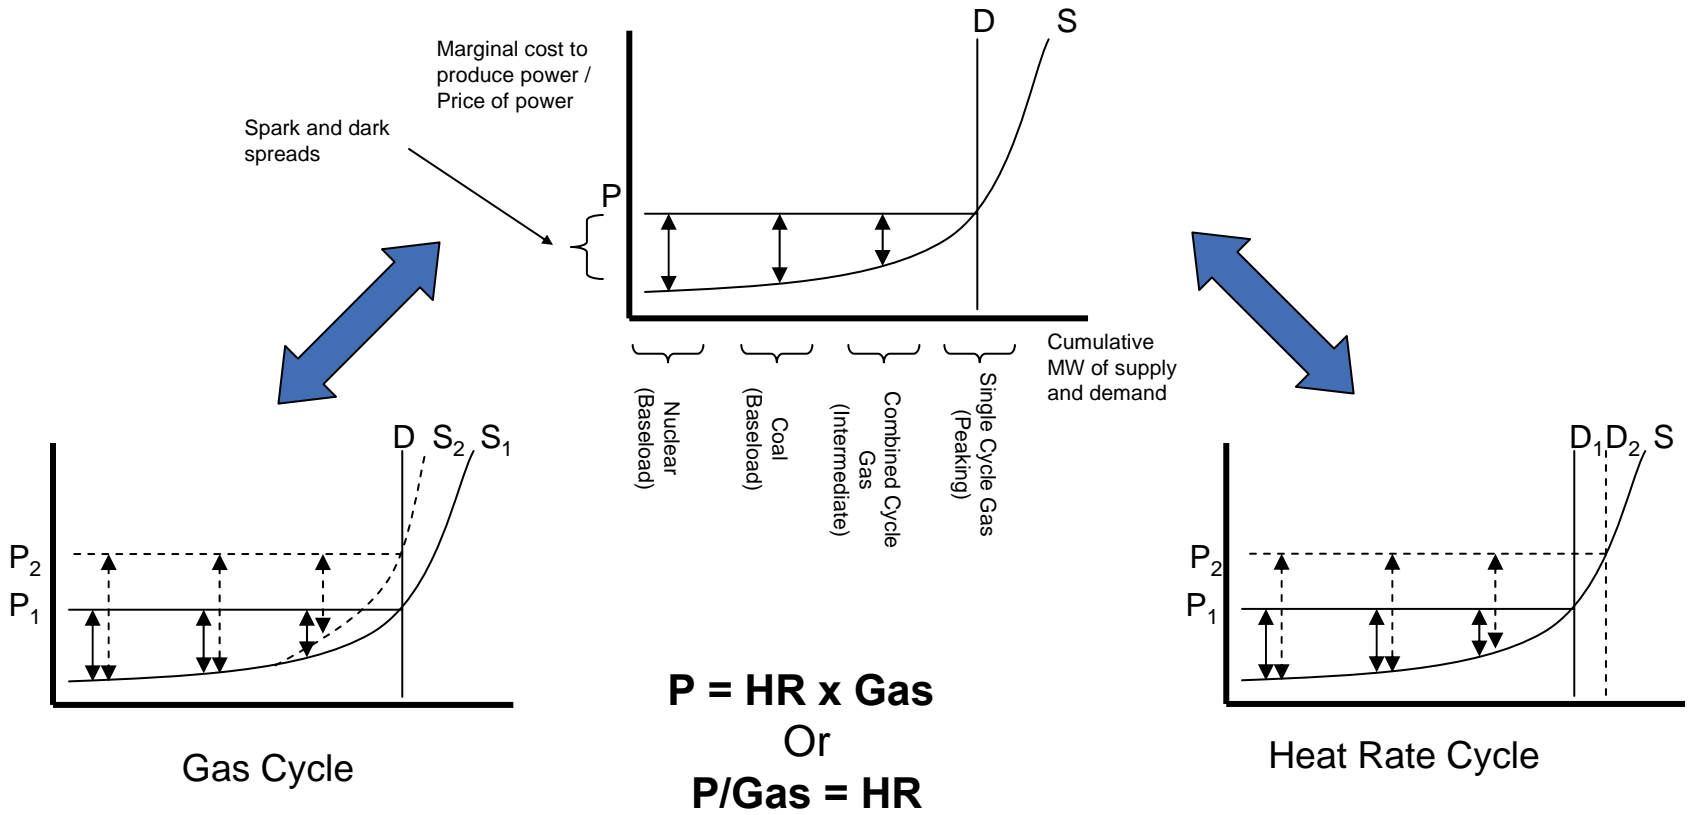 D S
Marginal cost to
produce power /
Price of power
Spark and dark
spreads
P
Cumulative
MW of supply
and demand
Nuclear
(Baseload)
Coal
(Baseload)
Combined Cycle
Gas
(Intermediate)
Single Cycle Gas
(Peaking)
D S₂ S₁
P₂
P₁
Gas Cycle
P = HR x Gas
Or
P/Gas = HR
D₁ D₂ S
P₂
P₁
Heat Rate Cycle